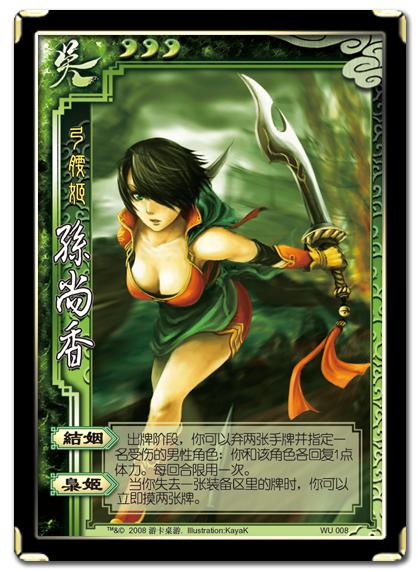 吴
弓腰姬
孫尚香
結姻
出牌阶段，你可以弃两张手牌并指定一
名受伤的男性角色：你和该角色各回复1点
体力。每回合限用一次。
枭姬
当你失去一张装备区里的牌时，你可以
立即摸两张牌。
™&© 2008 游卡桌游. Illustration:KayaK
WU 008